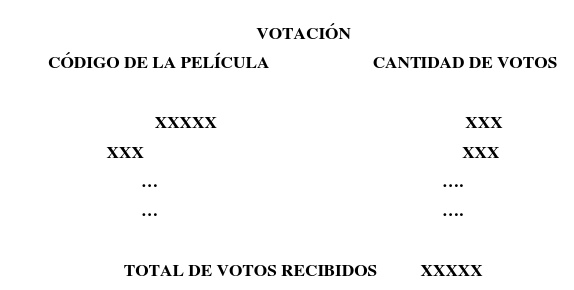 VOTACIÓN
CÓDIGO DE LA PELÍCULA CANTIDAD DE VOTOS
XXXXX XXX
XXX XXX
... ....
... ....
TOTAL DE VOTOS RECIBIDOS XXXXX